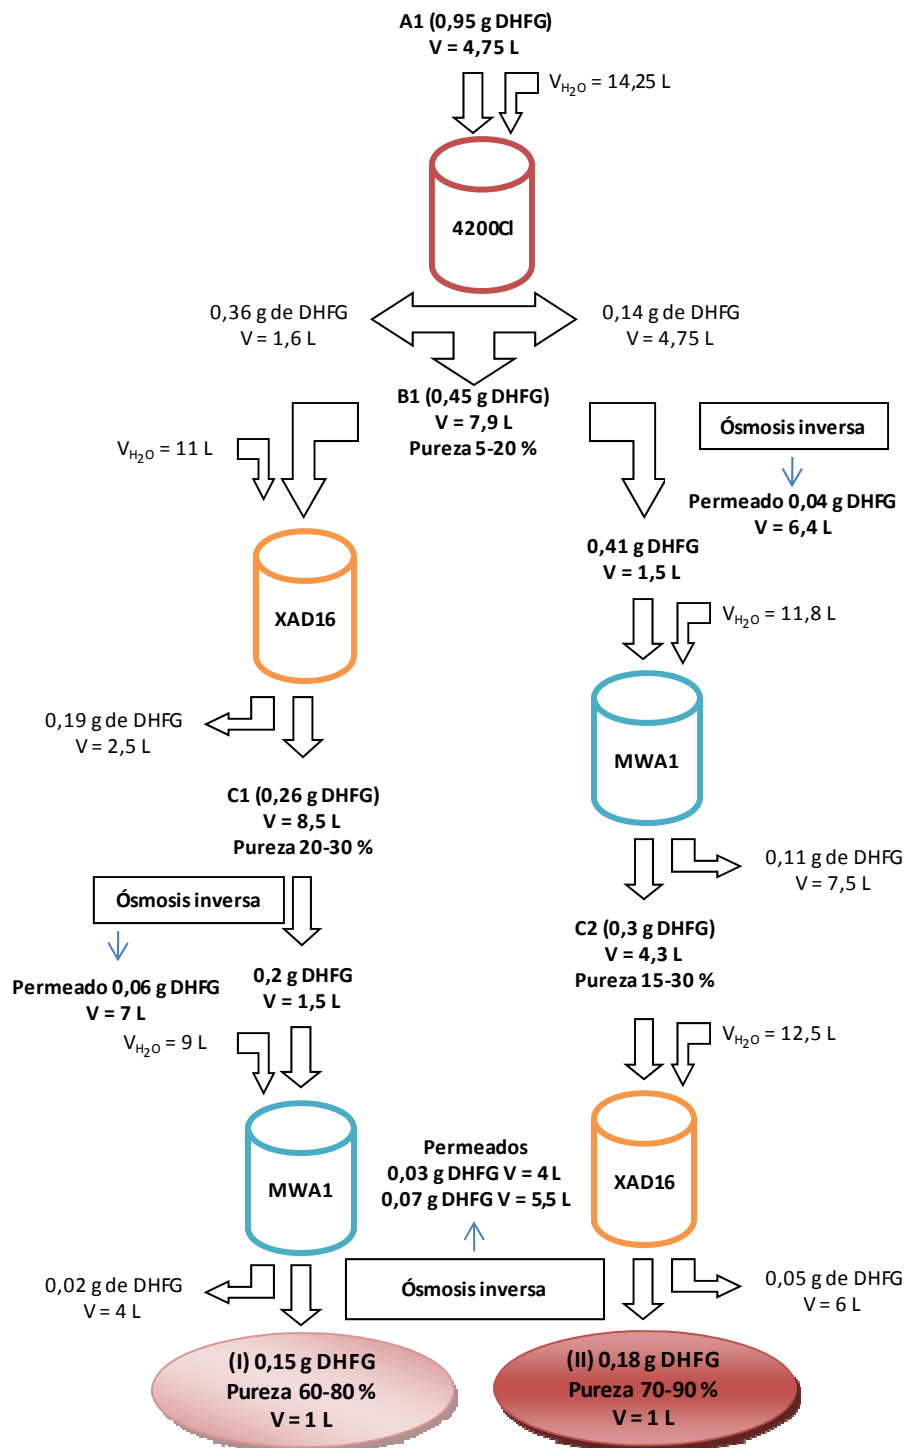 A1 (0,95 g DHFG)
V = 4,75 L
V H₂O = 14,25 L
4200Cl
0,36 g de DHFG
V = 1,6 L
0,14 g de DHFG
V = 4,75 L
B1 (0,45 g DHFG)
V = 7,9 L
Pureza 5-20 %
V H₂O = 11 L
Ósmosis inversa
Permeado 0,04 g DHFG
V = 6,4 L
0,41 g DHFG
V = 1,5 L
XAD16
V H₂O = 11,8 L
0,19 g de DHFG
V = 2,5 L
MWA1
C1 (0,26 g DHFG)
V = 8,5 L
Pureza 20-30 %
0,11 g de DHFG
V = 7,5 L
Ósmosis inversa
C2 (0,3 g DHFG)
V = 4,3 L
Pureza 15-30 %
Permeado 0,06 g DHFG
V = 7 L
0,2 g DHFG
V = 1,5 L
V H₂O = 9 L
V H₂O = 12,5 L
MWA1
Permeados
0,03 g DHFG V = 4 L
0,07 g DHFG V = 5,5 L
XAD16
0,02 g de DHFG
V = 4 L
Ósmosis inversa
0,05 g de DHFG
V = 6 L
(I) 0,15 g DHFG
Pureza 60-80 %
V = 1 L
(II) 0,18 g DHFG
Pureza 70-90 %
V = 1 L